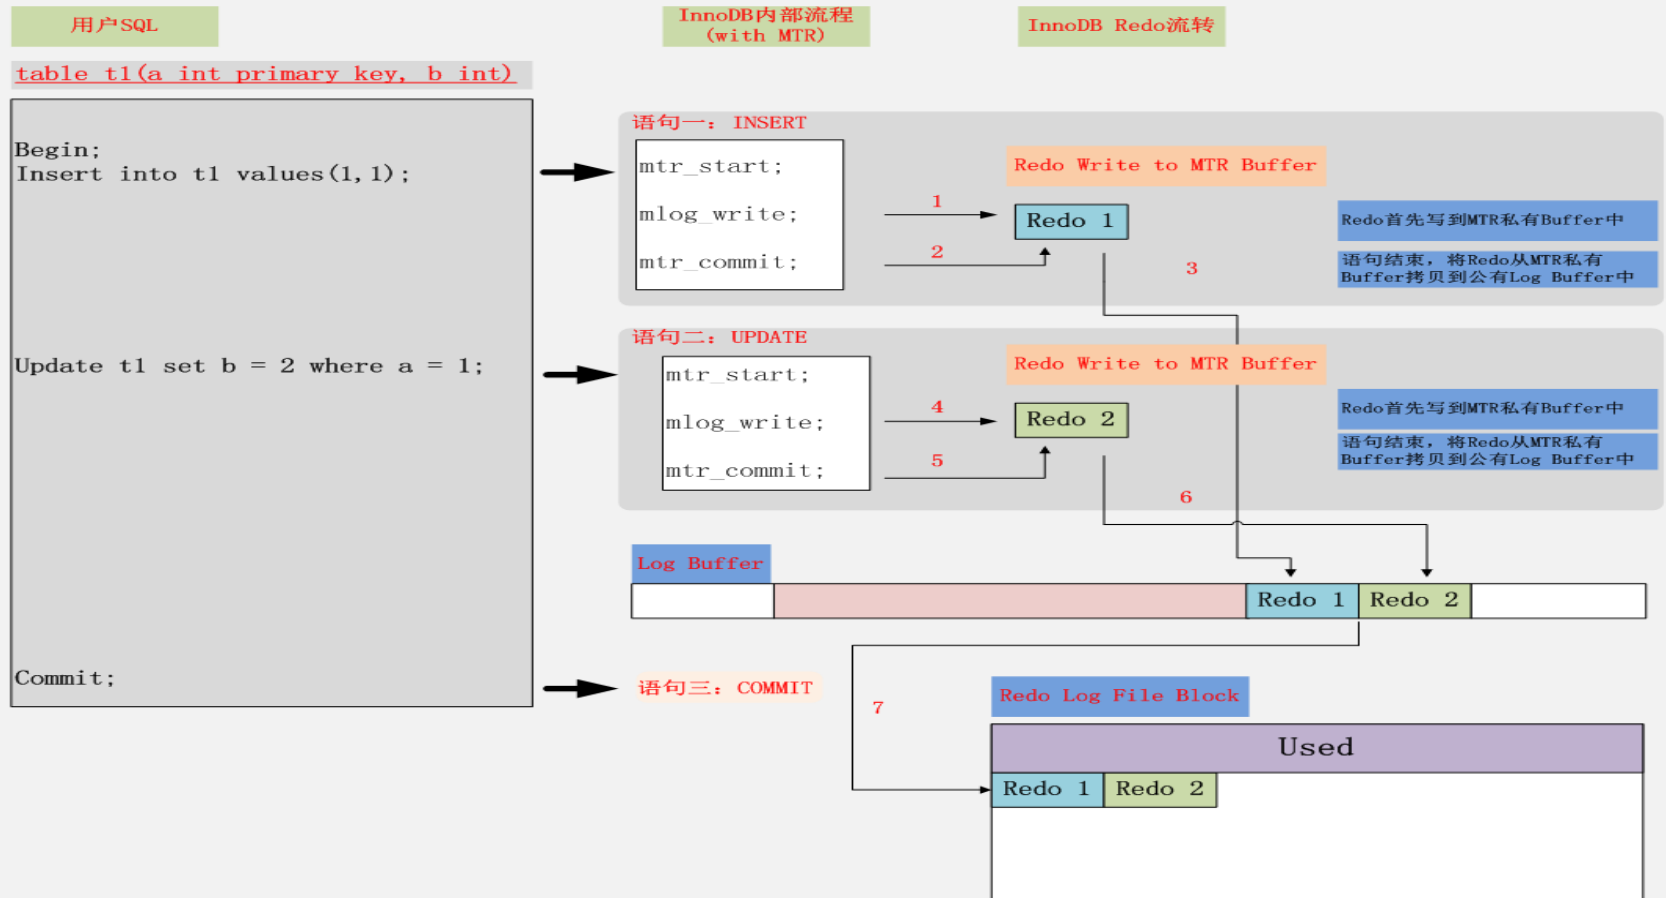 用户SQL
InnoDB内部流程
(with MTR)
InnoDB Redo流转
table t1(a int primary key, b int)
Begin;
Insert into t1 values(1,1);
Update t1 set b = 2 where a = 1;
Commit;
语句一：INSERT
mtr_start;
mlog_write;
mtr_commit;
1
2
Redo Write to MTR Buffer
Redo 1
3
Redo首先写到MTR私有Buffer中
语句结束，将Redo从MTR私有
Buffer拷贝到公有Log Buffer中
语句二：UPDATE
mtr_start;
mlog_write;
mtr_commit;
4
5
Redo Write to MTR Buffer
Redo 2
6
Redo首先写到MTR私有Buffer中
语句结束，将Redo从MTR私有
Buffer拷贝到公有Log Buffer中
Log Buffer
Redo 1
Redo 2
语句三：COMMIT
7
Redo Log File Block
Used
Redo 1
Redo 2